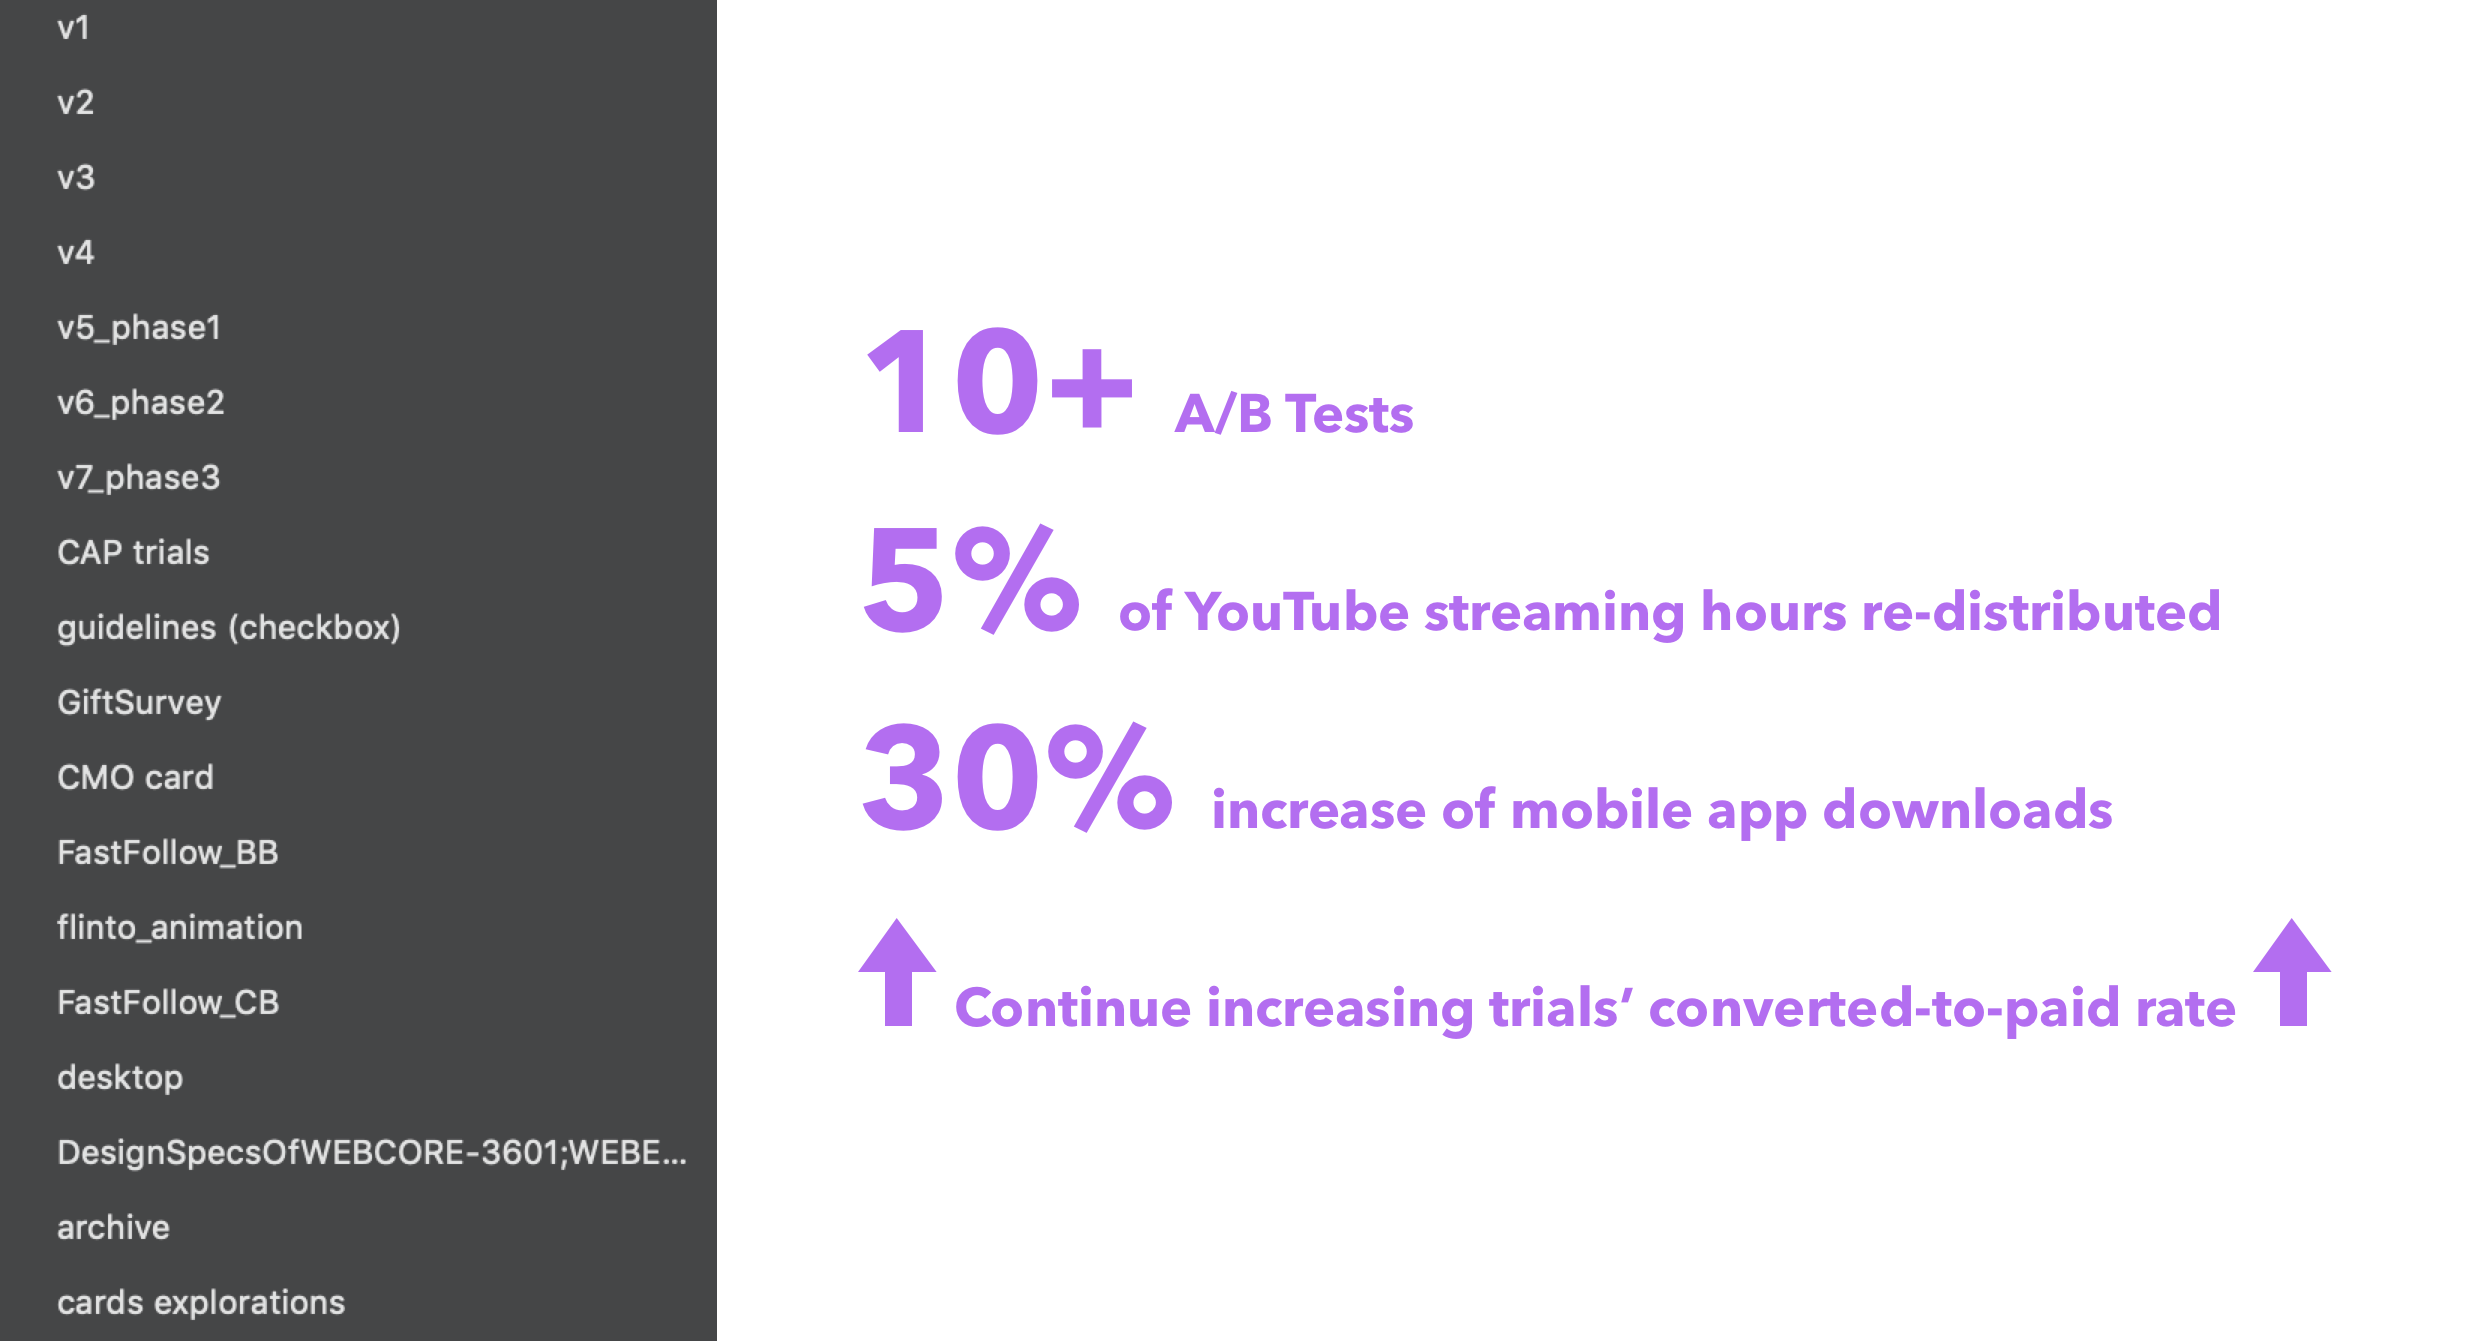 v1
v2
v3
v4
v5_phase1
v6_phase2
v7_phase3
CAP trials
guidelines (checkbox)
GiftSurvey
CMO card
FastFollow_BB
flinto_animation
FastFollow_CB
desktop
DesignSpecsOfWEBCORE-3601;WEBE...
archive
cards explorations
10+ A/B Tests
5% of YouTube streaming hours re-distributed
30% increase of mobile app downloads
Continue increasing trials’ converted-to-paid rate